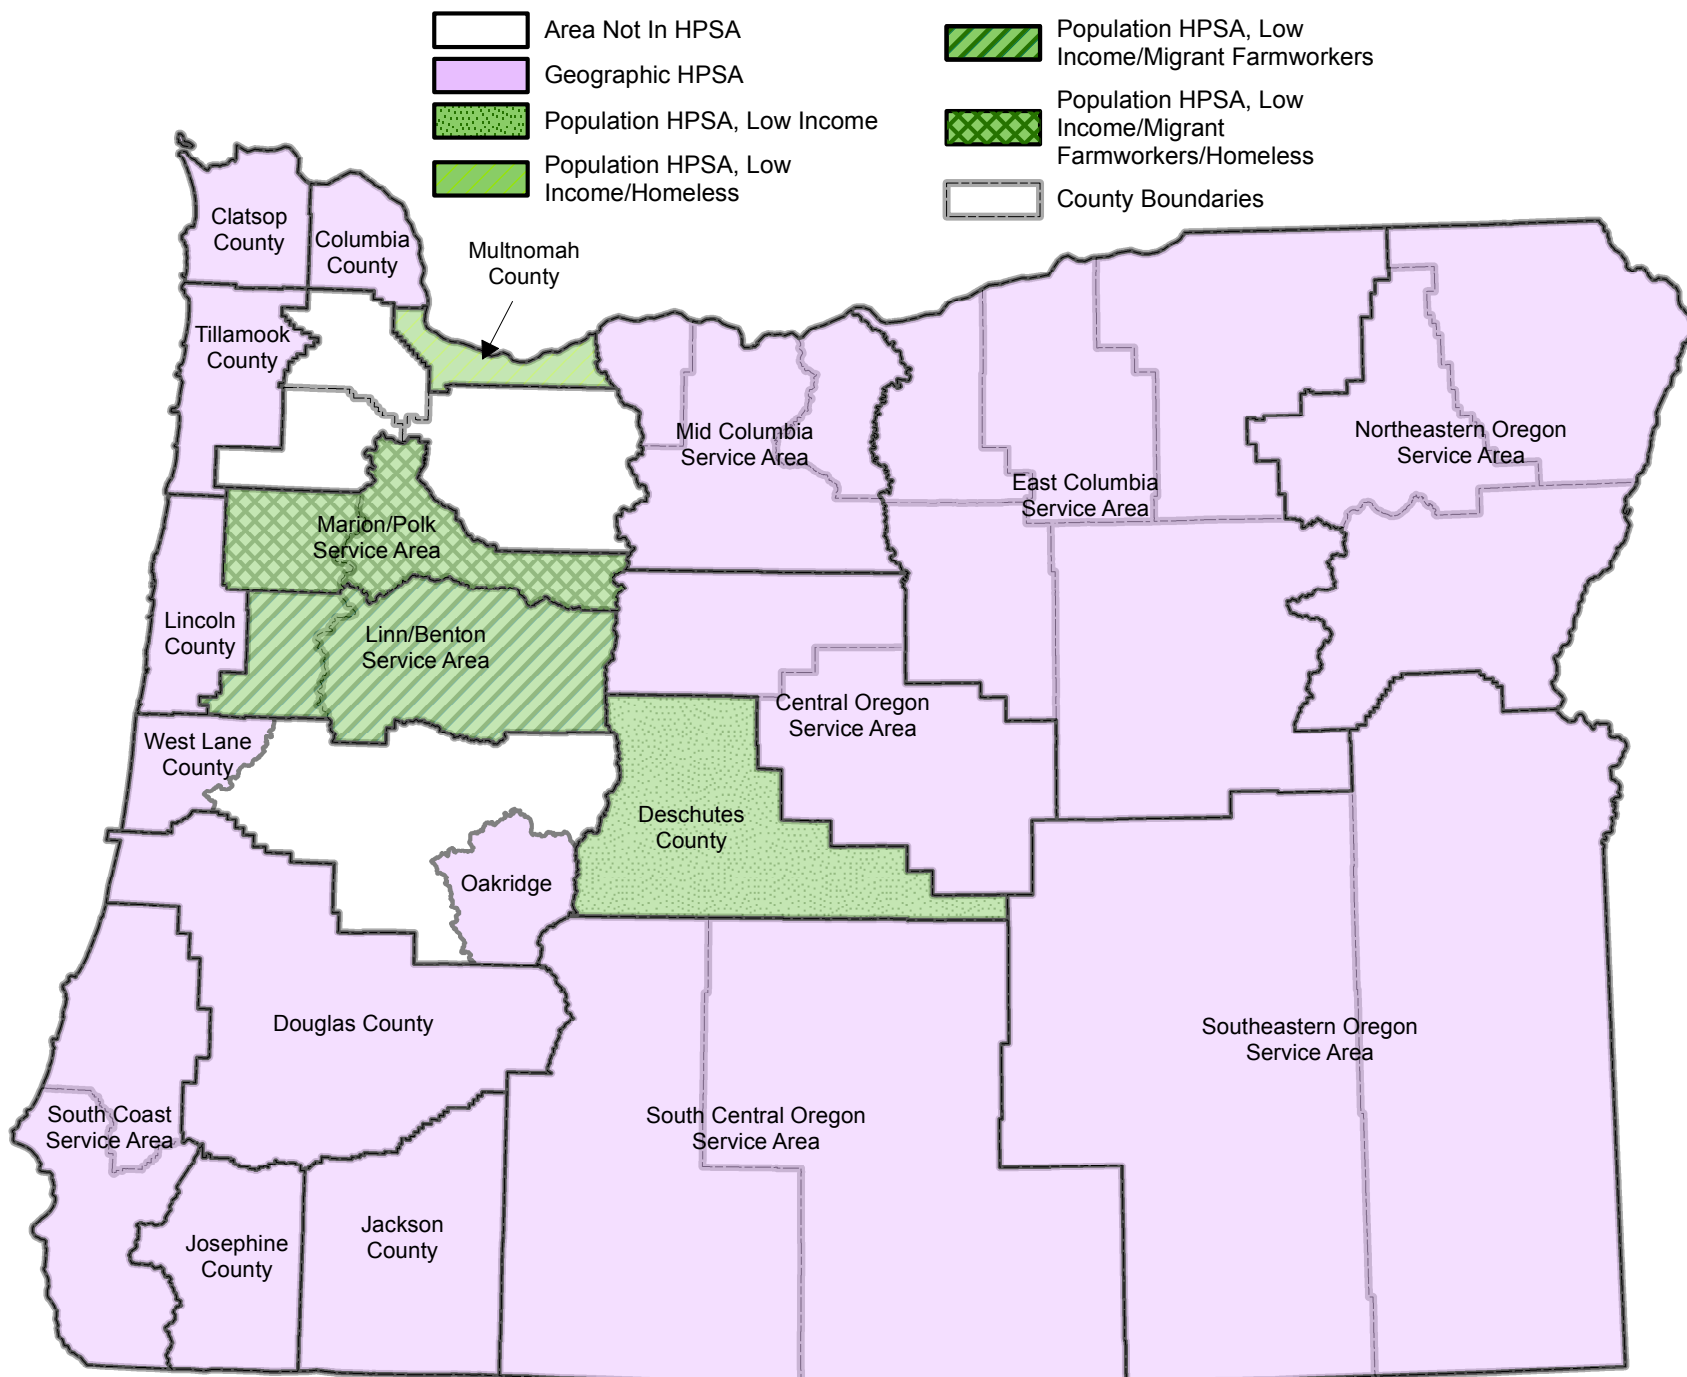 Area Not In HPSA
Geographic HPSA
Population HPSA, Low Income
Population HPSA, Low
Income/Homeless
Population HPSA, Low
Income/Migrant Farmworkers
Population HPSA, Low
Income/Migrant
Farmworkers/Homeless
County Boundaries
Clatsop
County
Columbia
County
Multnomah
County
Tillamook
County
Mid Columbia
Service Area
Northeastern Oregon
Service Area
East Columbia
Service Area
Marion/Polk
Service Area
Lincoln
County
Linn/Benton
Service Area
Central Oregon
Service Area
West Lane
County
Deschutes
County
Oakridge
Douglas County
Southeastern Oregon
Service Area
South Coast
Service Area
South Central Oregon
Service Area
Josephine
County
Jackson
County